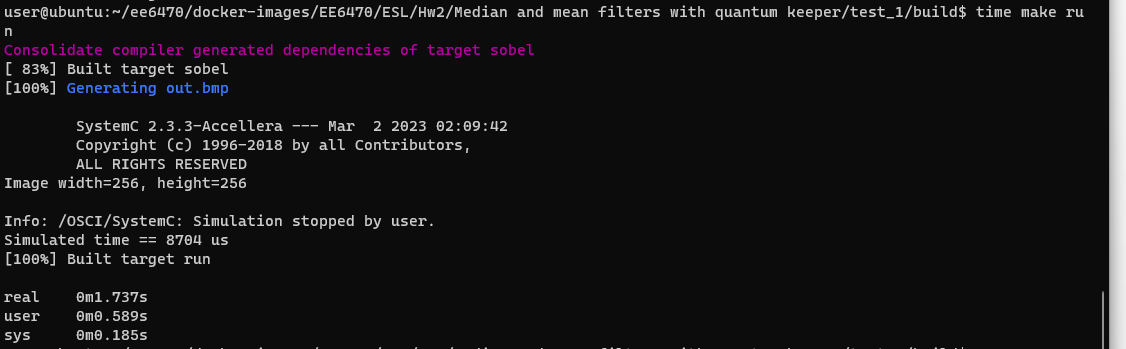 user@ubuntu:~/ee6470/docker-images/EE6470/ESL/Hw2/Median and mean filters with quantum keeper/test_1/build$ time make ru
n
Consolidate compiler generated dependencies of target sobel
[ 83%] Built target sobel
[100%] Generating out.bmp
SystemC 2.3.3-Accellera --- Mar  2 2023 02:09:42
Copyright (c) 1996-2018 by all Contributors,
ALL RIGHTS RESERVED
Image width=256, height=256
Info: /OSCI/SystemC: Simulation stopped by user.
Simulated time == 8704 us
[100%] Built target run
real    0m1.737s
user    0m0.589s
sys     0m0.185s